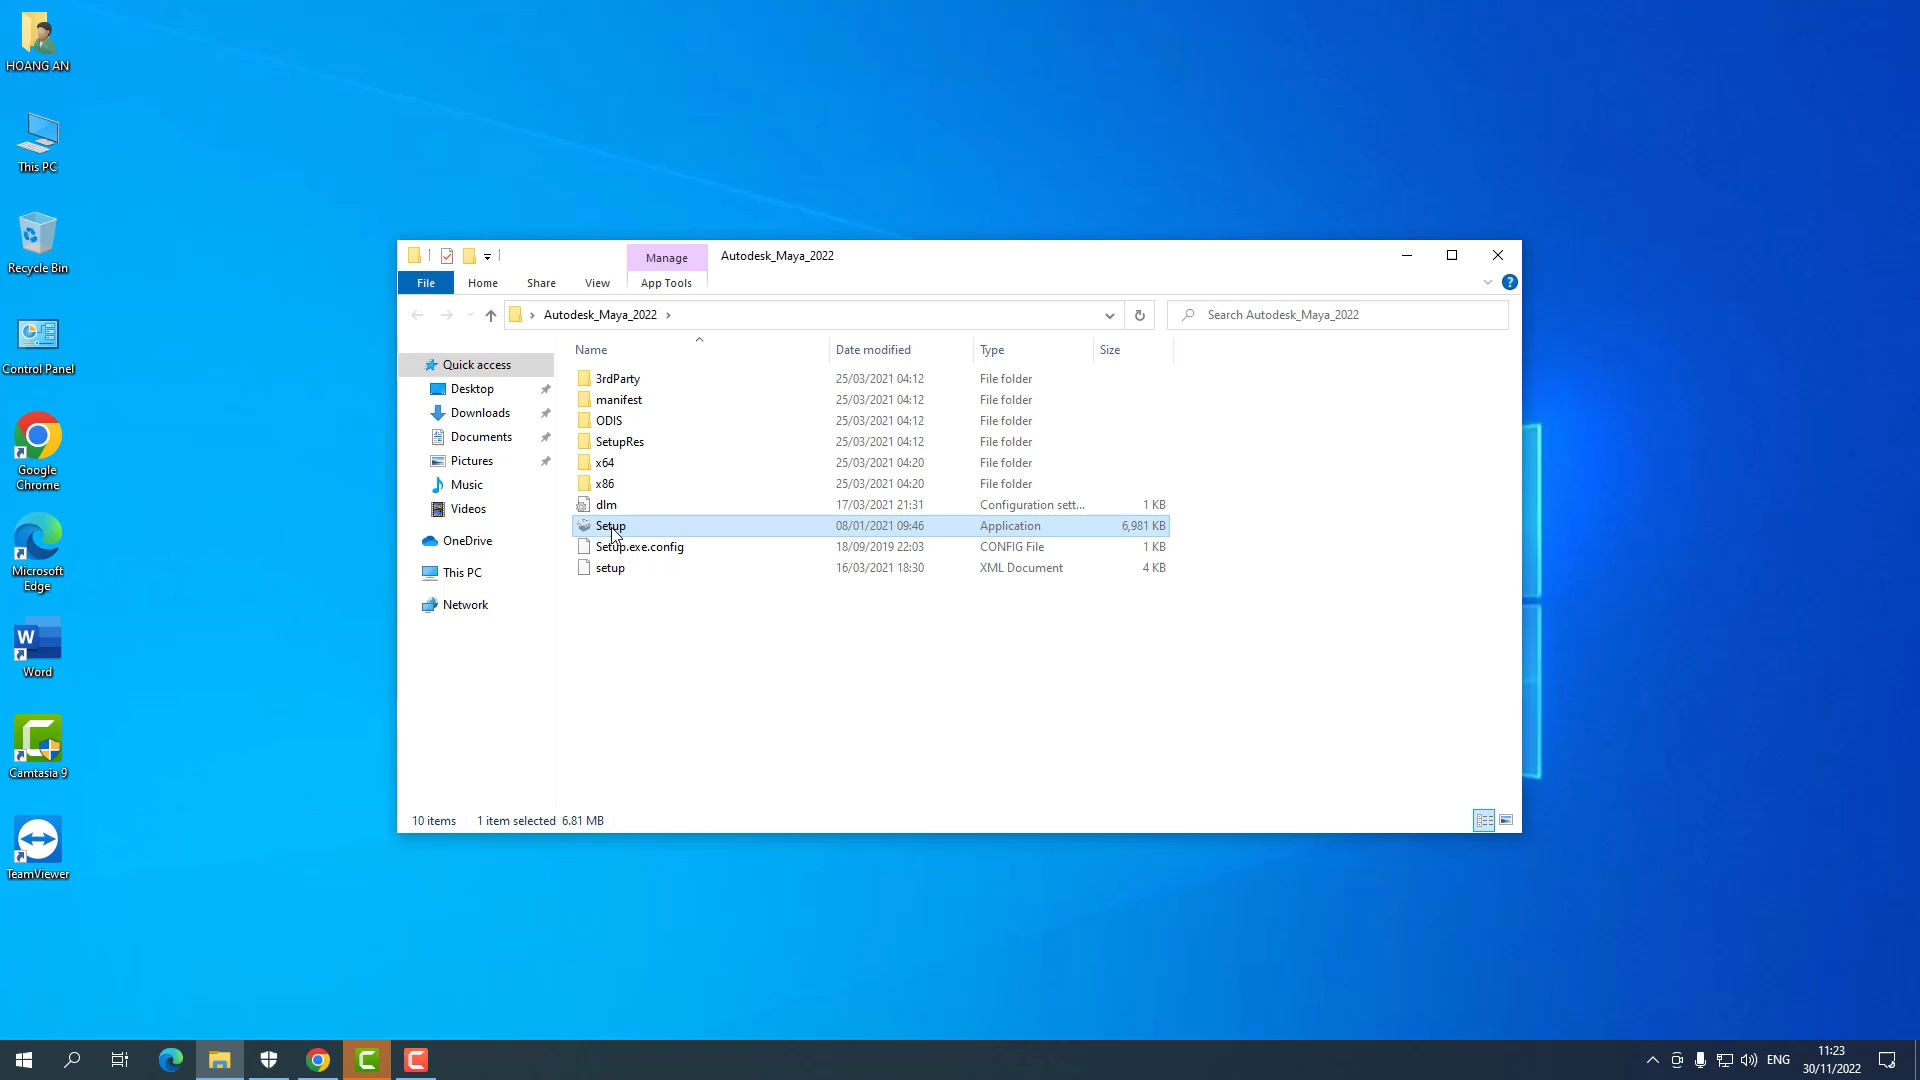 HOANG AN
This PC
Recycle Bin
Control Panel
Google
Chrome
Microsoft
Edge
Word
Camtasia 9
TeamViewer
Manage
Autodesk_Maya_2022
File
Home
Share
View
App Tools
Autodesk_Maya_2022
Search Autodesk_Maya_2022
Name
Date modified
Type
Size
Quick access
Desktop
Downloads
Documents
Pictures
Music
Videos
OneDrive
This PC
Network
3rdParty 25/03/2021 04:12 File folder
manifest 25/03/2021 04:12 File folder
ODIS 25/03/2021 04:12 File folder
SetupRes 25/03/2021 04:12 File folder
x64 25/03/2021 04:20 File folder
x86 25/03/2021 04:20 File folder
dlm 17/03/2021 21:31 Configuration sett... 1 KB
Setup 08/01/2021 09:46 Application 6,981 KB
Setup.exe.config 18/09/2019 22:03 CONFIG File 1 KB
setup 16/03/2021 18:30 XML Document 4 KB
10 items 1 item selected 6.81 MB
ENG
11:23
30/11/2022